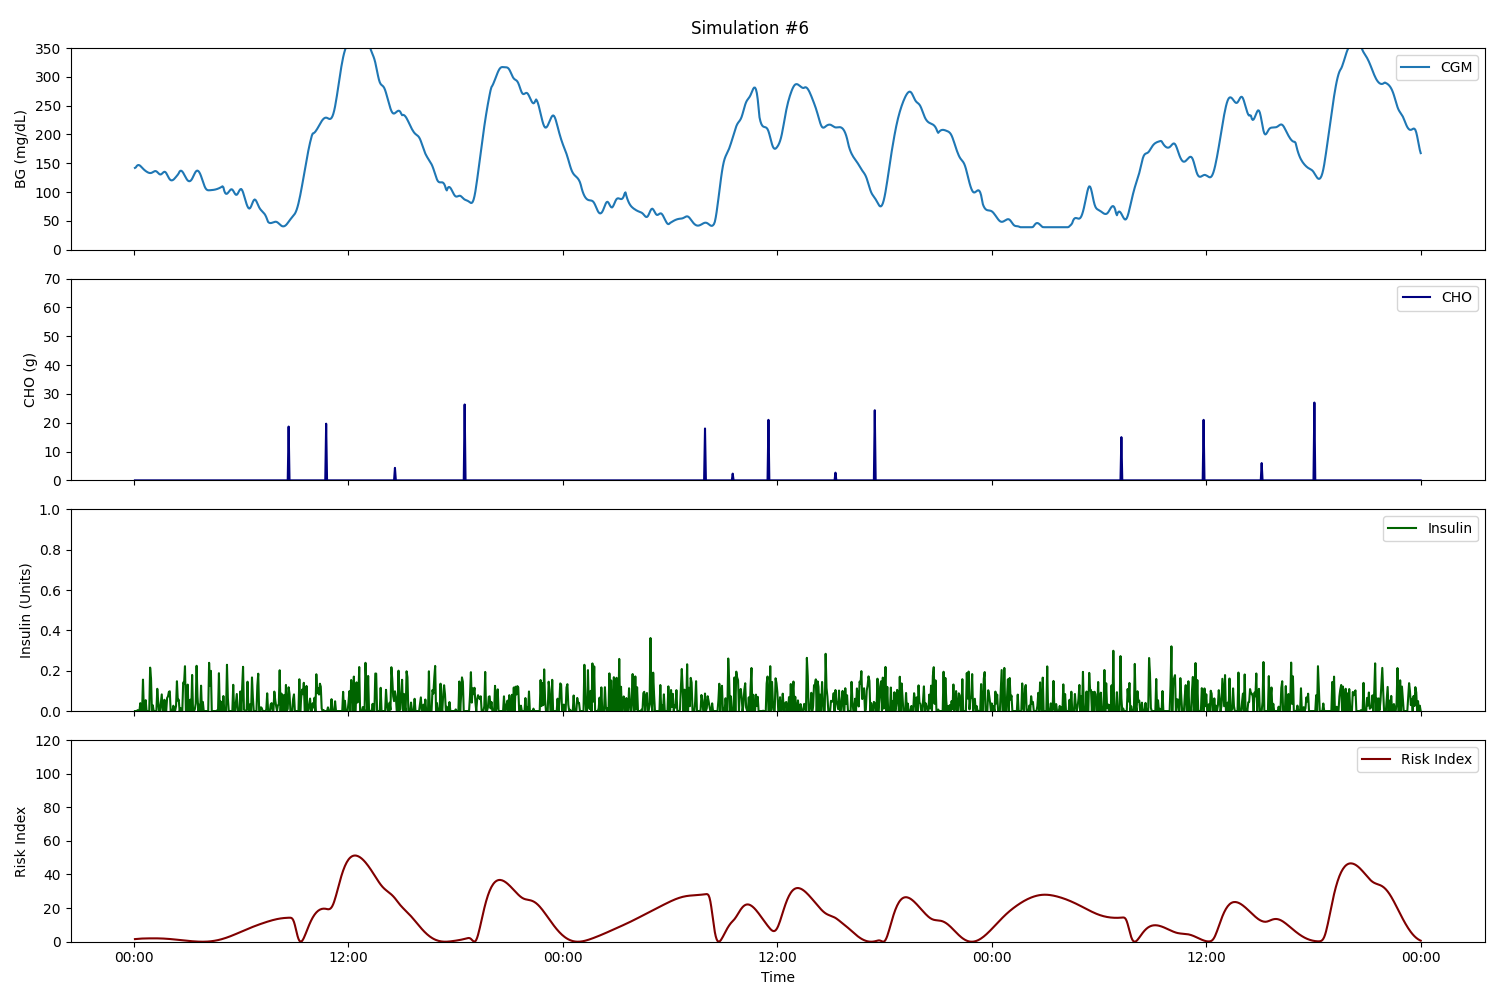 Simulation #6
350
300
250
200
150
100
50
0
BG (mg/dL)
CGM
70
60
50
40
30
20
10
0
CHO (g)
CHO
1.0
0.8
0.6
0.4
0.2
0.0
Insulin (Units)
Insulin
120
100
80
60
40
20
0
Risk Index
Risk Index
00:00 12:00 00:00 12:00 00:00 12:00 00:00
Time